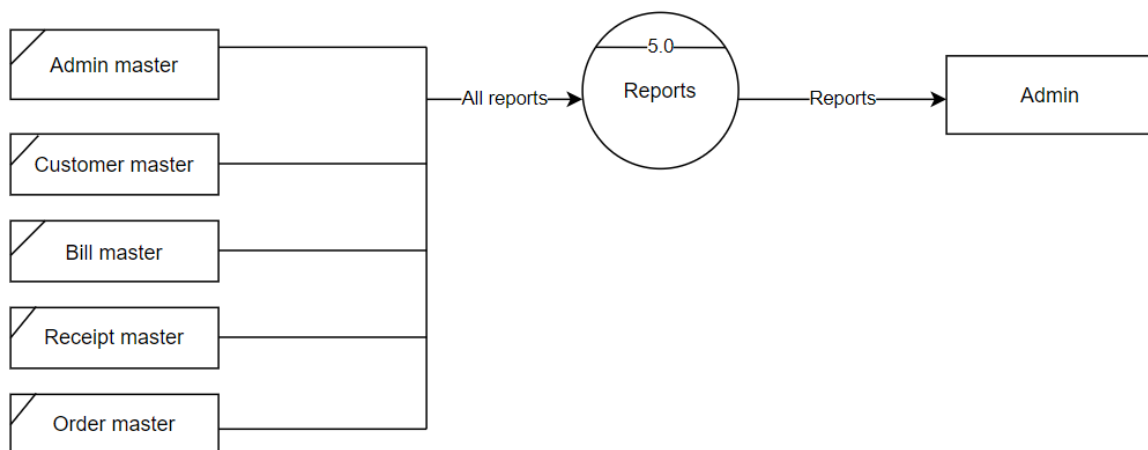 Admin master
Customer master
Bill master
Receipt master
Order master
All reports
5.0
Reports
Reports
Admin